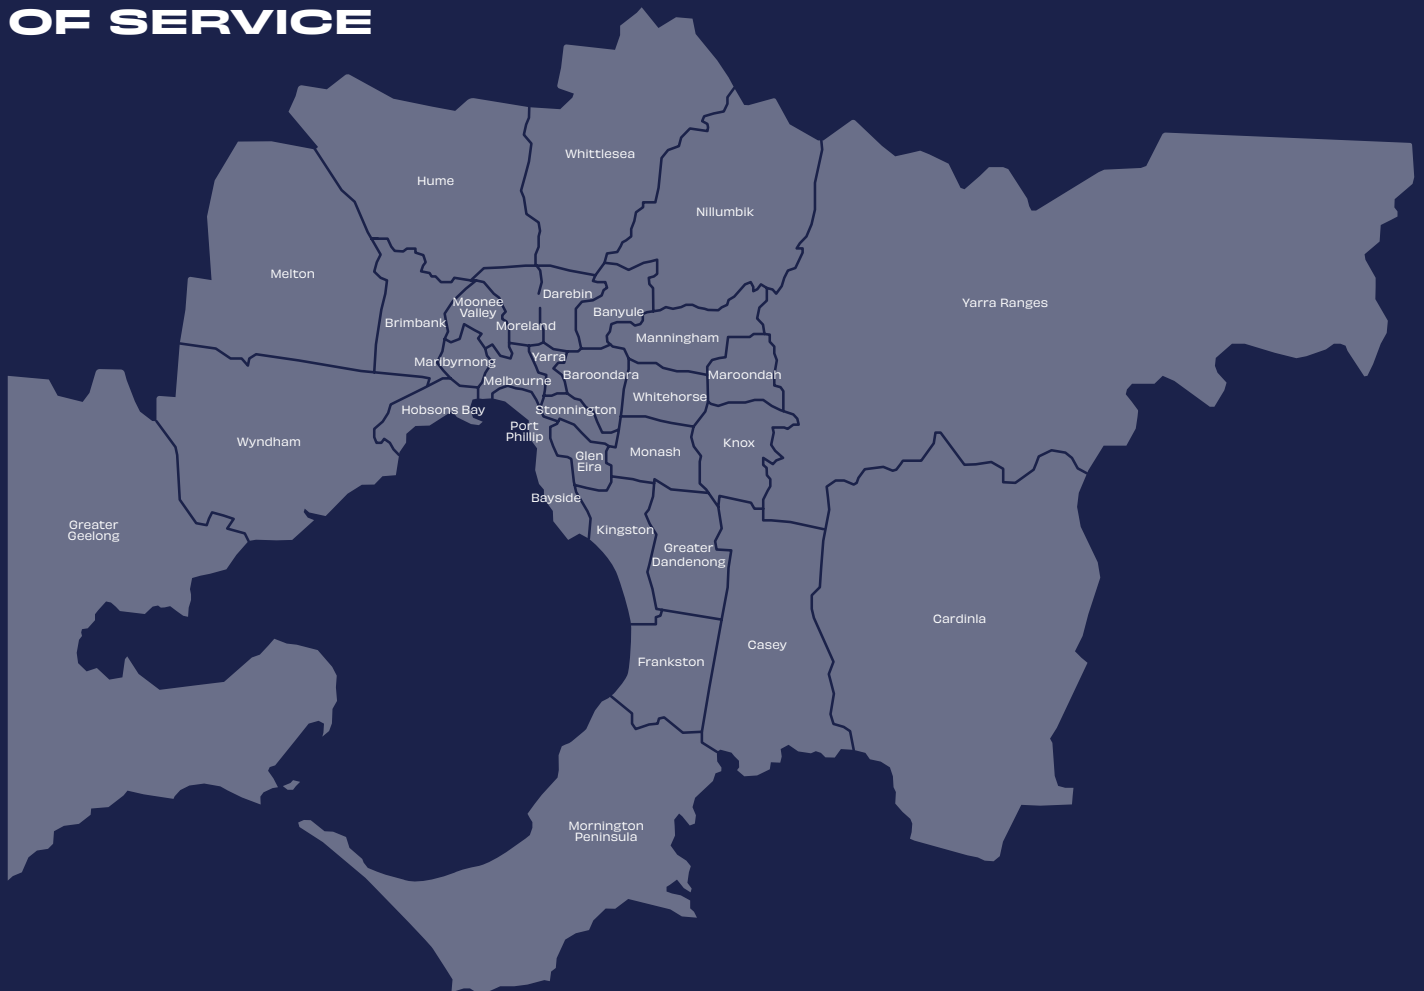 OF SERVICE
Whittlesea
Hume
Nillumbik
Melton
Yarra Ranges
Darebin
Moonee
Valley
Banyule
Brimbank
Moreland
Manningham
Yarra
Maribyrnong
Baroondara
Maroondah
Melbourne
Whitehorse
Hobsons Bay
Stonnington
Port
Phillip
Wyndham
Knox
Monash
Glen
Eira
Bayside
Greater
Geelong
Kingston
Greater
Dandenong
Cardinla
Casey
Frankston
Mornington
Peninsula